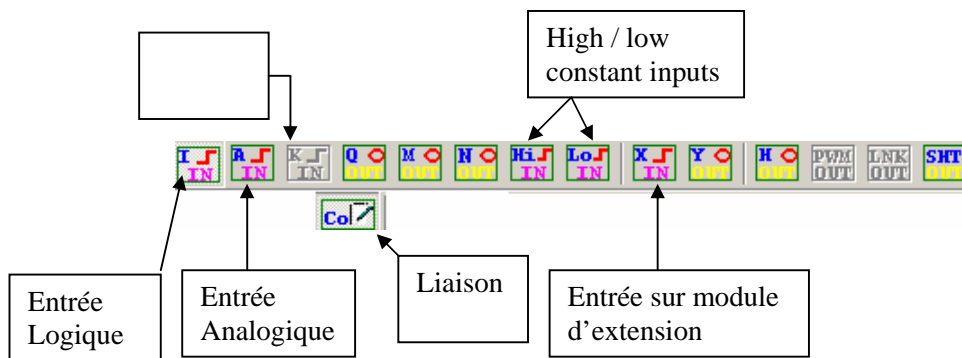 High / low
constant inputs
I IN
A IN
K IN
Q OUT
M OUT
N OUT
Hi IN
Lo IN
X IN
Y OUT
H OUT
PWM OUT
LNK OUT
SHT OUT
Co
Entrée
Logique
Entrée
Analogique
Liaison
Entrée sur module
d’extension